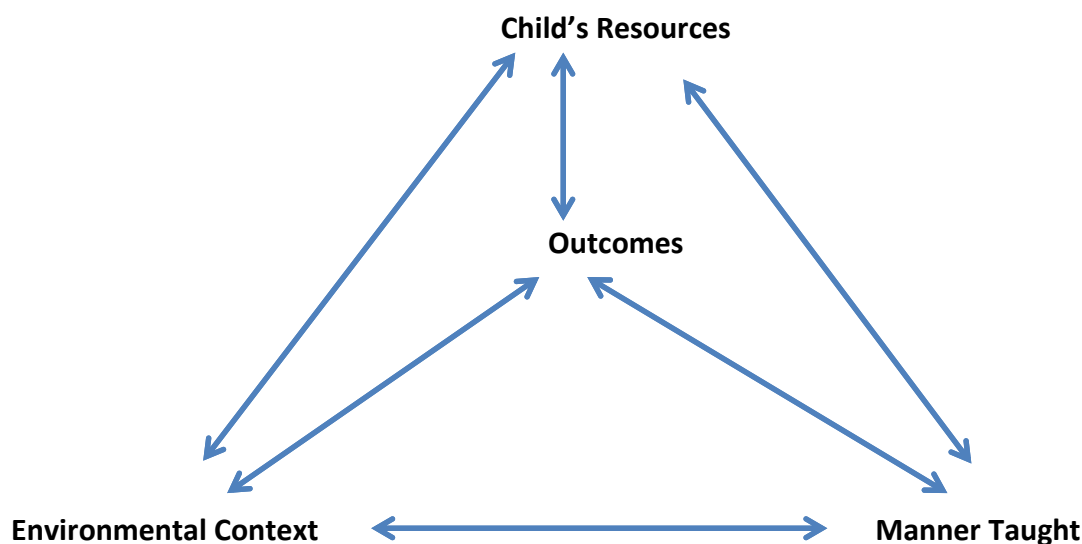 Child’s Resources
Outcomes
Environmental Context
Manner Taught